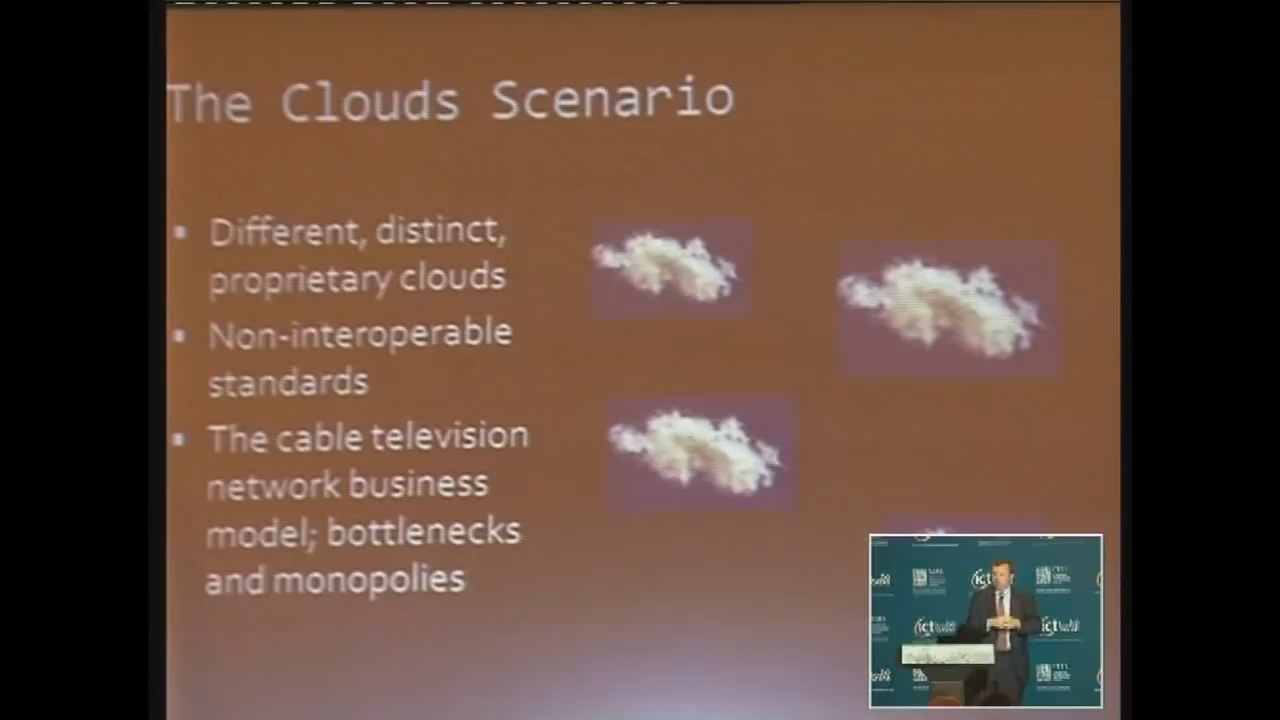 The Clouds Scenario
Different, distinct,
proprietary clouds
Non-interoperable
standards
The cable television
network business
model; bottlenecks
and monopolies